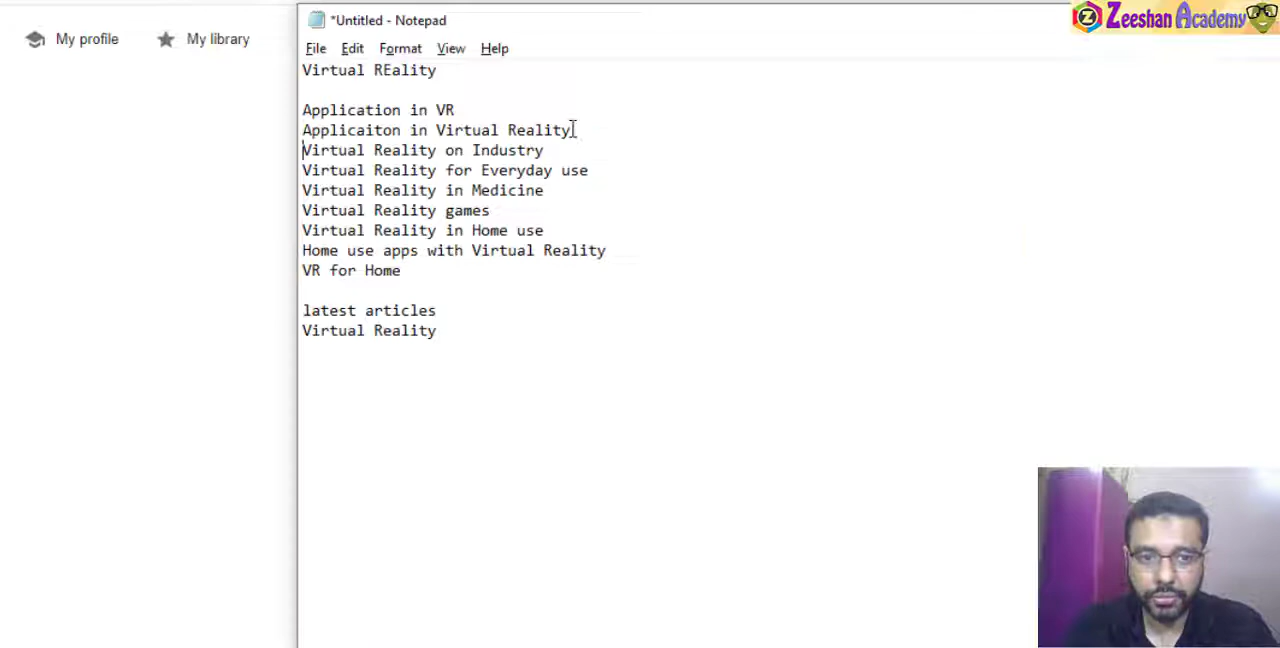 My profile
My library
*Untitled - Notepad
File Edit Format View Help
Virtual REality
Application in VR
Applicaiton in Virtual Reality
Virtual Reality on Industry
Virtual Reality for Everyday use
Virtual Reality in Medicine
Virtual Reality games
Virtual Reality in Home use
Home use apps with Virtual Reality
VR for Home
latest articles
Virtual Reality
Zeeshan Academy